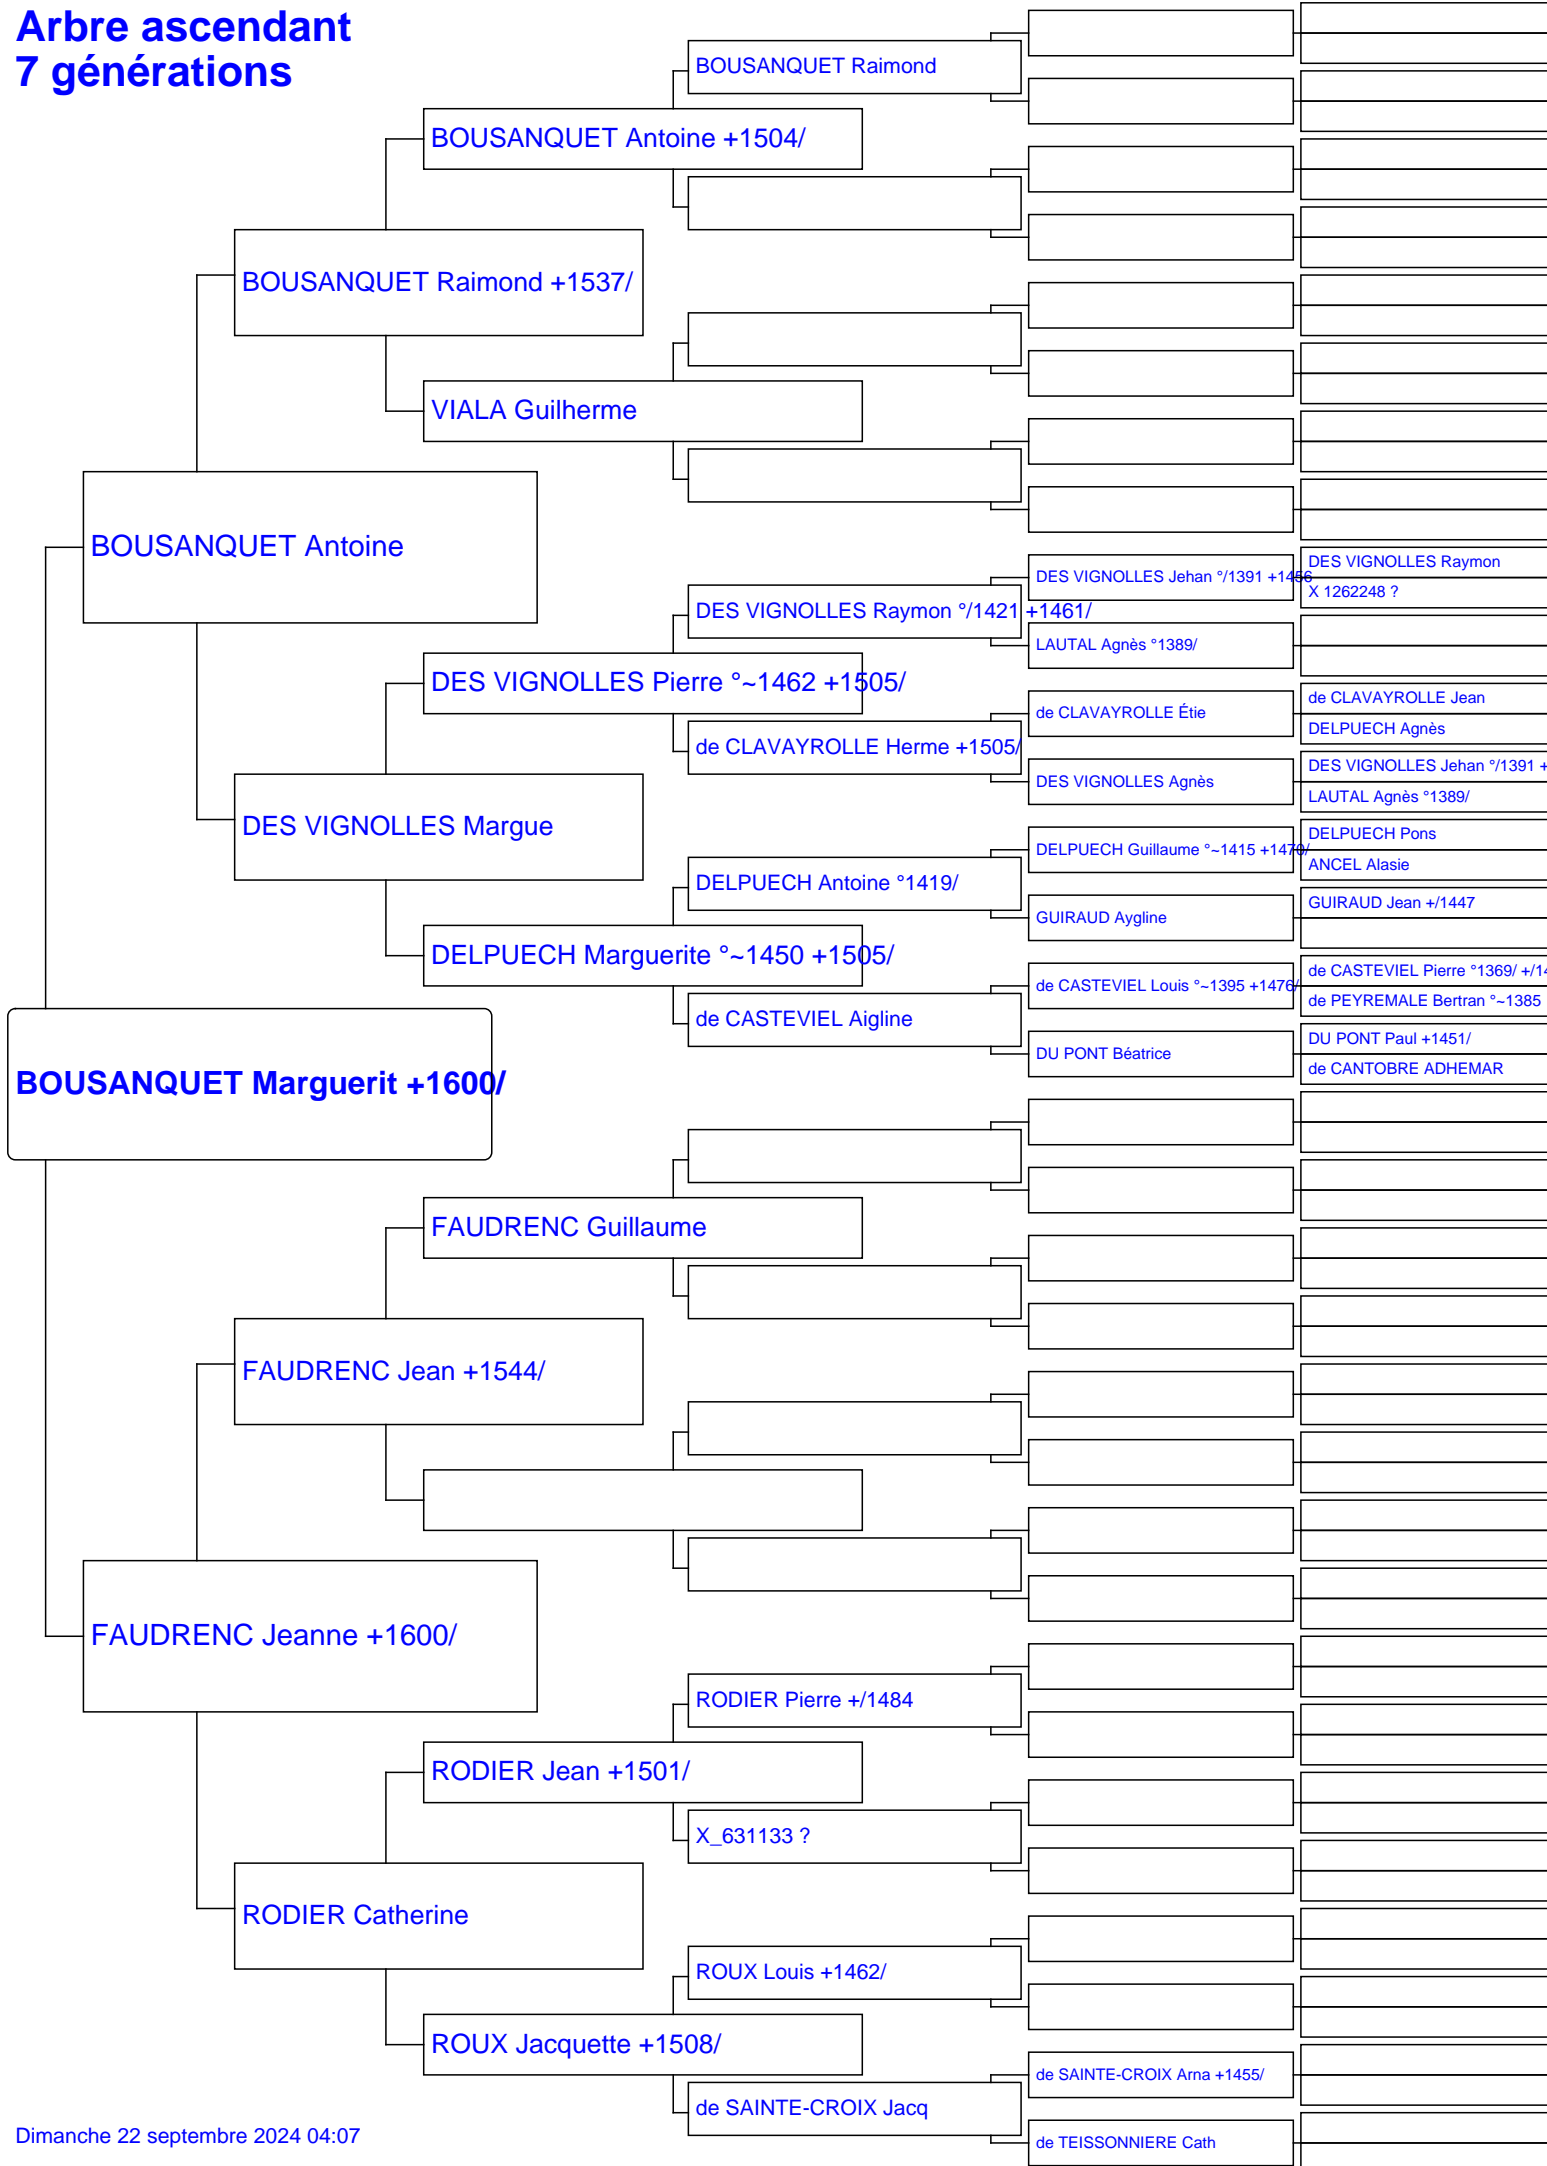 Arbre ascendant
7 générations
BOUSANQUET Raimond
BOUSANQUET Antoine +1504/
BOUSANQUET Raimond +1537/
VIALA Guilherme
BOUSANQUET Antoine
DES VIGNOLLES Raymon
DES VIGNOLLES Jehan °/1391 +1456
X 1262248 ?
DES VIGNOLLES Raymon °/1421 +1461/
LAUTAL Agnès °1389/
DES VIGNOLLES Pierre °~1462 +1505/
de CLAVAYROLLE Jean
de CLAVAYROLLE Étie
DELPUECH Agnès
de CLAVAYROLLE Herme +1505/
DES VIGNOLLES Jehan °/1391 +
DES VIGNOLLES Agnès
LAUTAL Agnès °1389/
DES VIGNOLLES Margue
DELPUECH Pons
DELPUECH Guillaume °~1415 +1470/
ANCEL Alasie
DELPUECH Antoine °1419/
GUIRAUD Jean +/1447
GUIRAUD Aygline
DELPUECH Marguerite °~1450 +1505/
de CASTEVIEL Pierre °1369/ +/14
de CASTEVIEL Louis °~1395 +1476/
de PEYREMALE Bertran °~1385
de CASTEVIEL Aigline
DU PONT Paul +1451/
DU PONT Béatrice
de CANTOBRE ADHEMAR
BOUSANQUET Marguerit +1600/
FAUDRENC Guillaume
FAUDRENC Jean +1544/
FAUDRENC Jeanne +1600/
RODIER Pierre +/1484
RODIER Jean +1501/
X_631133 ?
RODIER Catherine
ROUX Louis +1462/
ROUX Jacquette +1508/
de SAINTE-CROIX Arna +1455/
de SAINTE-CROIX Jacq
de TEISSONNIERE Cath
Dimanche 22 septembre 2024 04:07